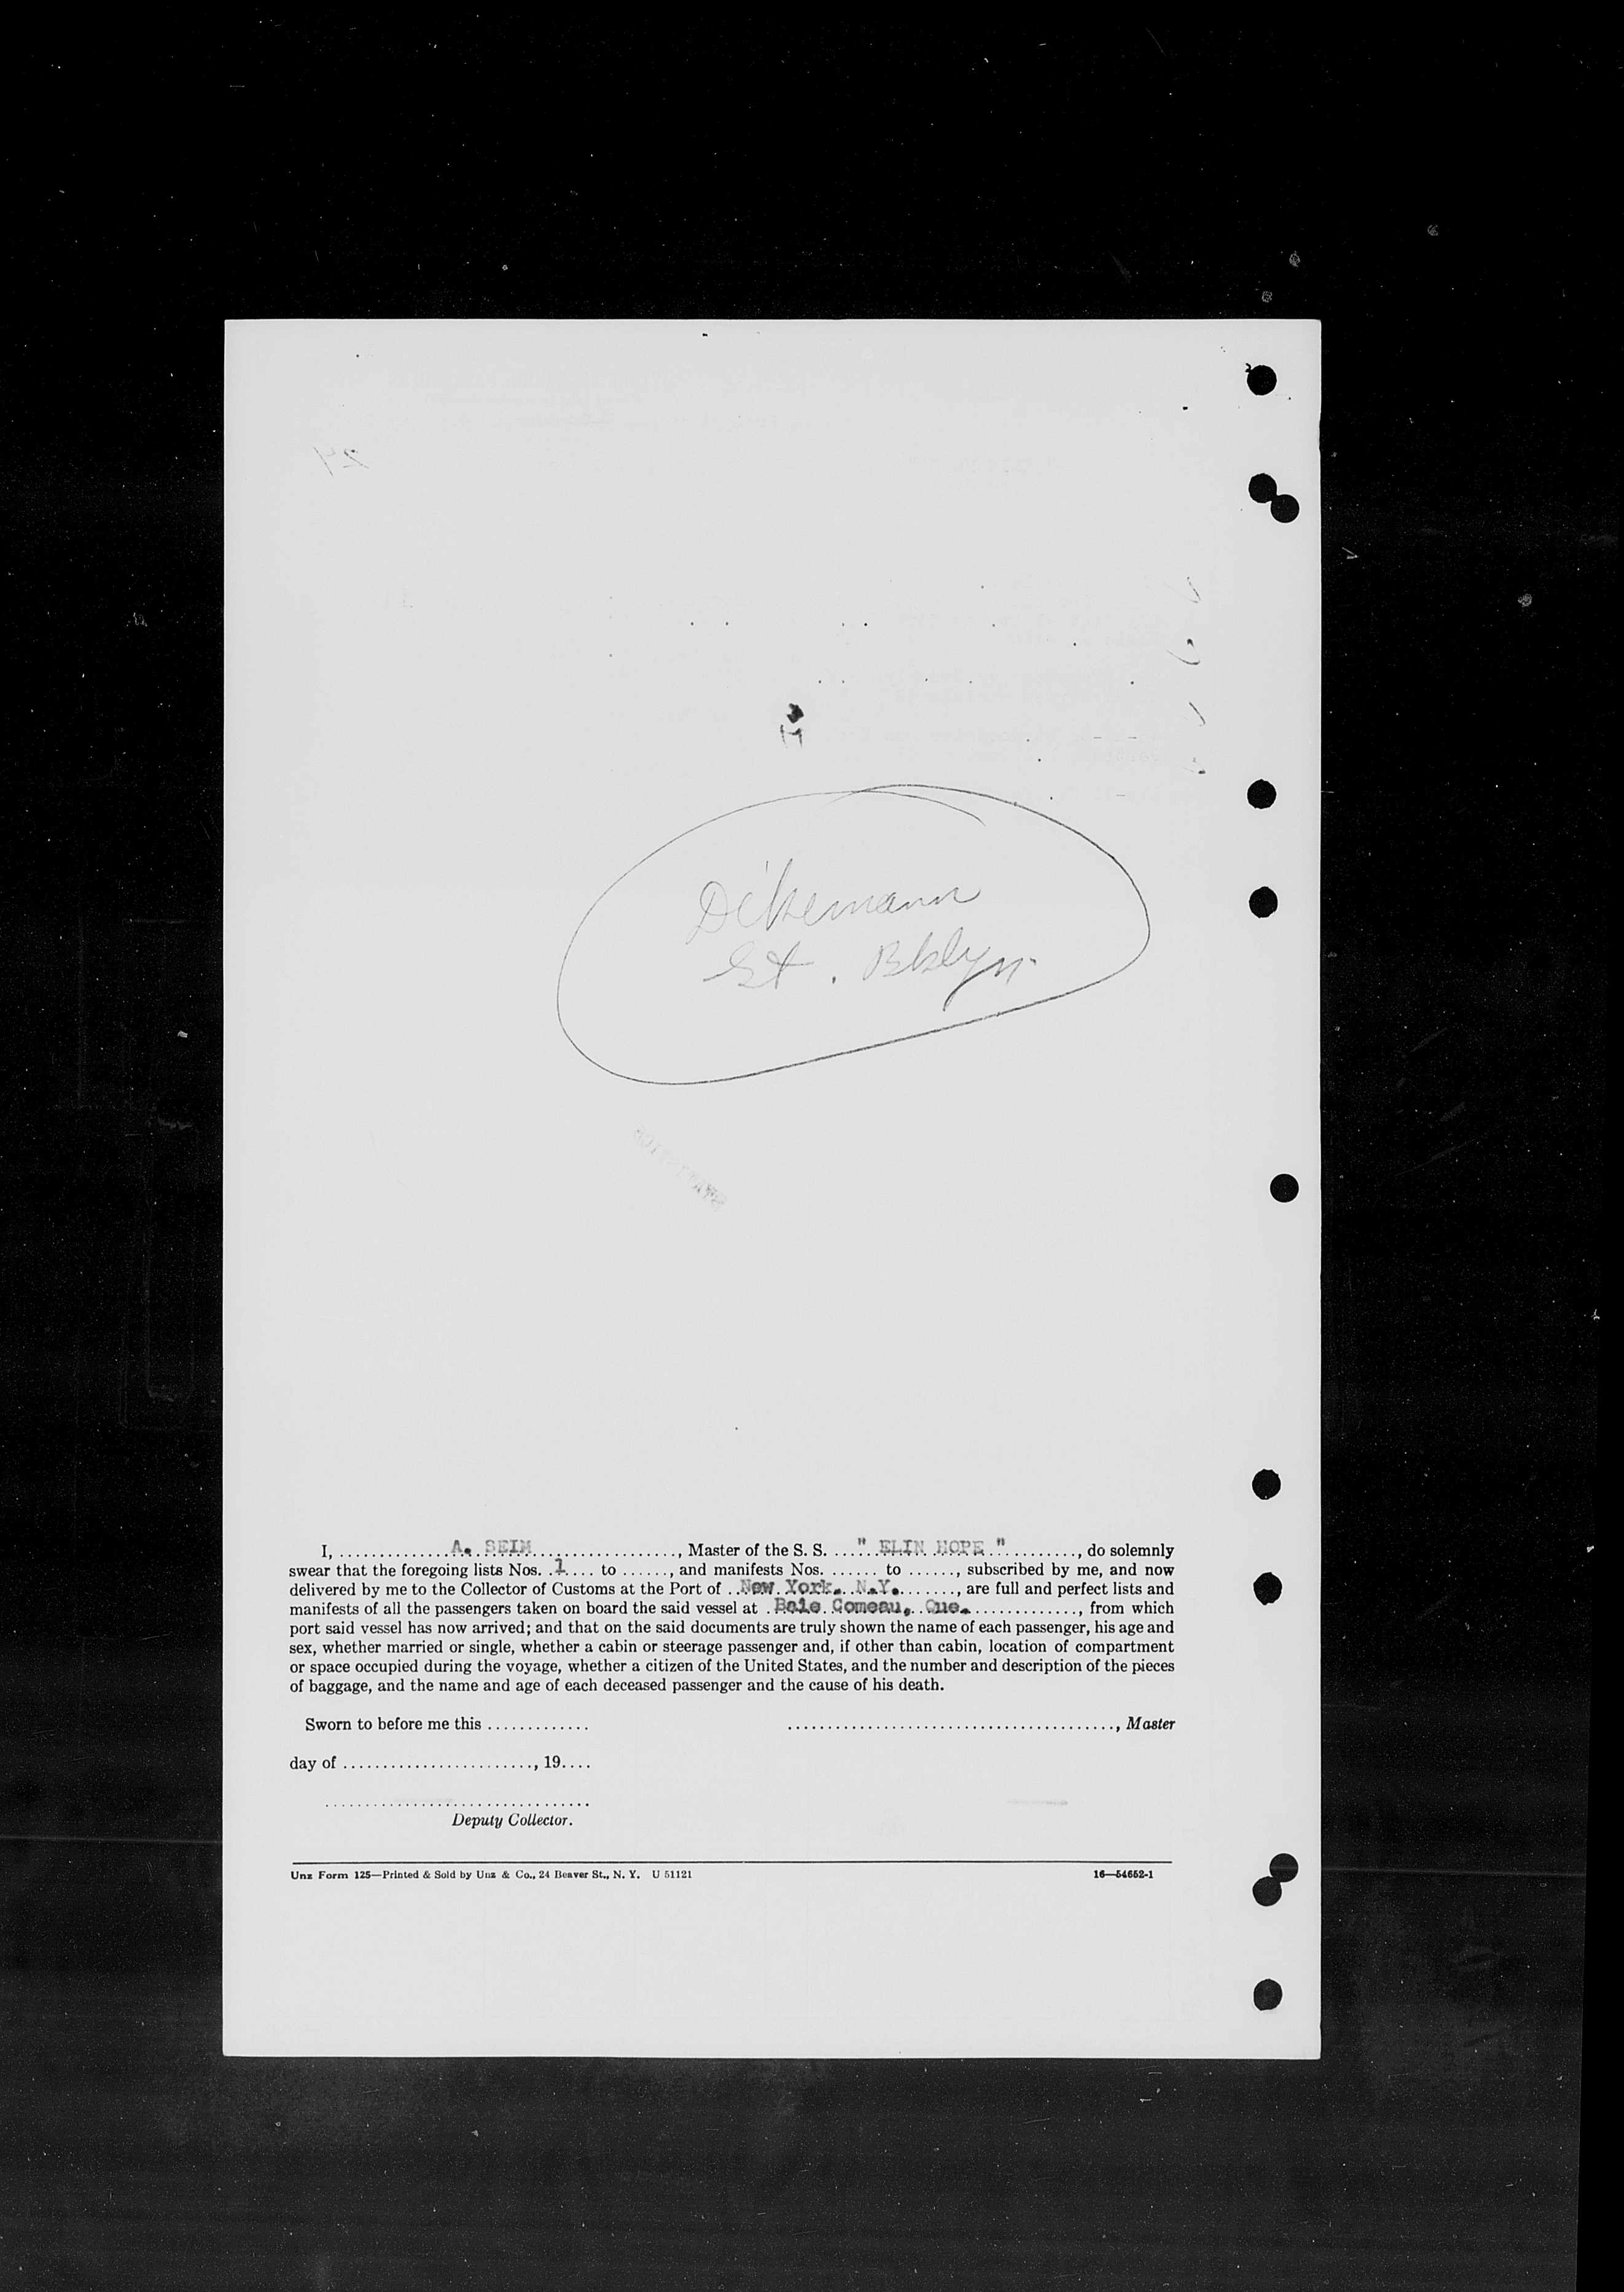 Dikemann
St. Bklyn
I, .............. A. SEIM .................., Master of the S. S. ...." ELIN HOPE " ........., do solemnly
swear that the foregoing lists Nos. ..1.... to ......, and manifests Nos. ....... to ......, subscribed by me, and now
delivered by me to the Collector of Customs at the Port of ..New York, N.Y........, are full and perfect lists and
manifests of all the passengers taken on board the said vessel at .Baie Comeau, Que. .............., from which
port said vessel has now arrived; and that on the said documents are truly shown the name of each passenger, his age and
sex, whether married or single, whether a cabin or steerage passenger and, if other than cabin, location of compartment
or space occupied during the voyage, whether a citizen of the United States, and the number and description of the pieces
of baggage, and the name and age of each deceased passenger and the cause of his death.
Sworn to before me this ............. ........................................, Master
day of ........................, 19....
Deputy Collector.
Unz Form 125—Printed & Sold by Unz & Co., 24 Beaver St., N. Y. U 51121 16—54652-1